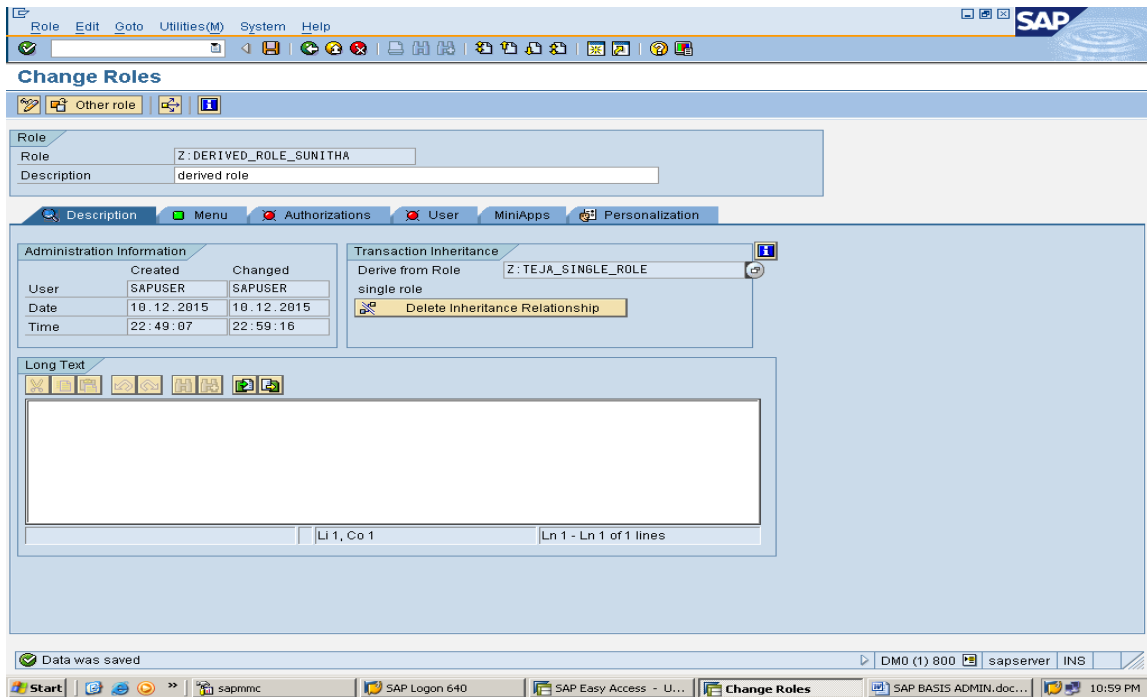 Role Edit Goto Utilities(M) System Help
SAP
Change Roles
Other role
Role
Role Z:DERIVED_ROLE_SUNITHA
Description derived role
Description Menu Authorizations User MiniApps Personalization
Administration Information
Created Changed
User SAPUSER SAPUSER
Date 10.12.2015 10.12.2015
Time 22:49:07 22:59:16
Transaction Inheritance
Derive from Role Z:TEJA_SINGLE_ROLE
single role
Delete Inheritance Relationship
Long Text
Li 1, Co 1 Ln 1 - Ln 1 of 1 lines
Data was saved DM0 (1) 800 sapserver INS
Start » sapmmc SAP Logon 640 SAP Easy Access - U... Change Roles SAP BASIS ADMIN.doc... 10:59 PM